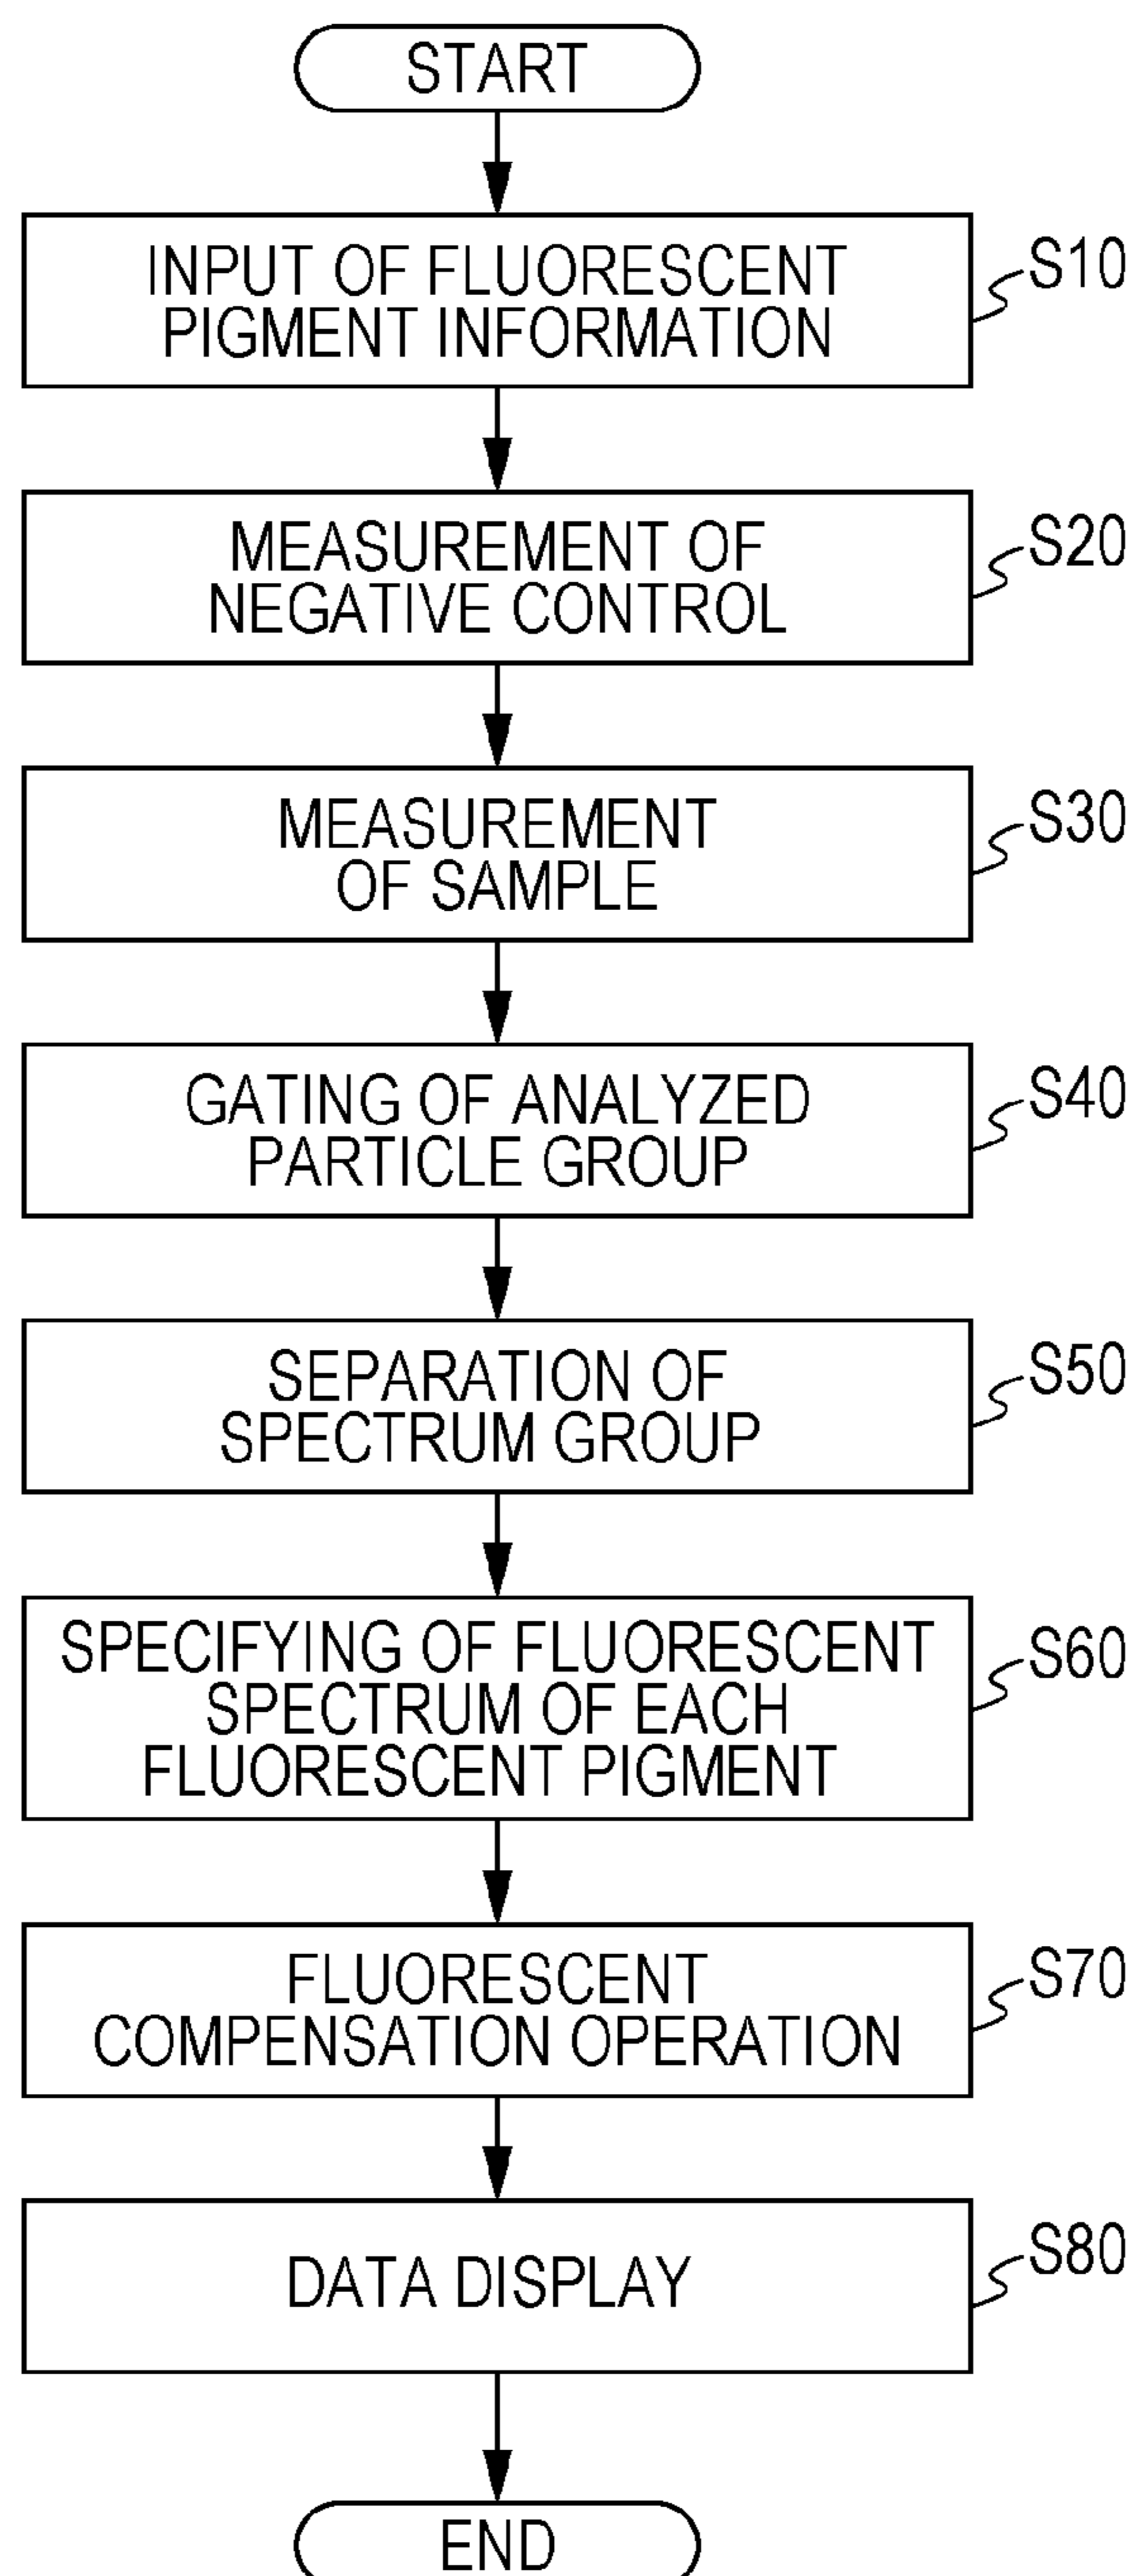 START
INPUT OF FLUORESCENT
PIGMENT INFORMATION
S10
MEASUREMENT OF
NEGATIVE CONTROL
S20
MEASUREMENT
OF SAMPLE
S30
GATING OF ANALYZED
PARTICLE GROUP
S40
SEPARATION OF
SPECTRUM GROUP
S50
SPECIFYING OF FLUORESCENT
SPECTRUM OF EACH
FLUORESCENT PIGMENT
S60
FLUORESCENT
COMPENSATION OPERATION
S70
DATA DISPLAY
S80
END